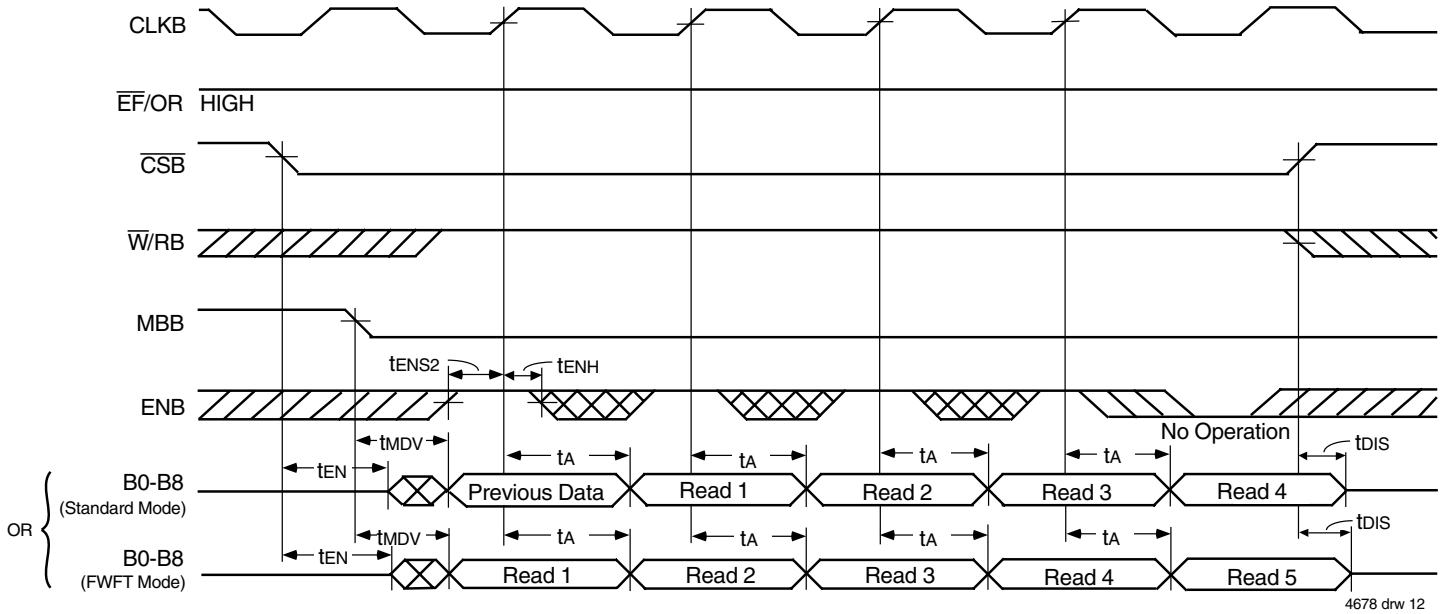 CLKB
EF/OR HIGH
CSB
W/RB
MBB
tENS2 tENH
ENB
No Operation
tMDV
tEN tA tA tA tA tDIS
B0-B8 Previous Data Read 1 Read 2 Read 3 Read 4
(Standard Mode)
OR
tMDV
tEN tA tA tA tA tDIS
B0-B8 Read 1 Read 2 Read 3 Read 4 Read 5
(FWFT Mode)
4678 drw 12